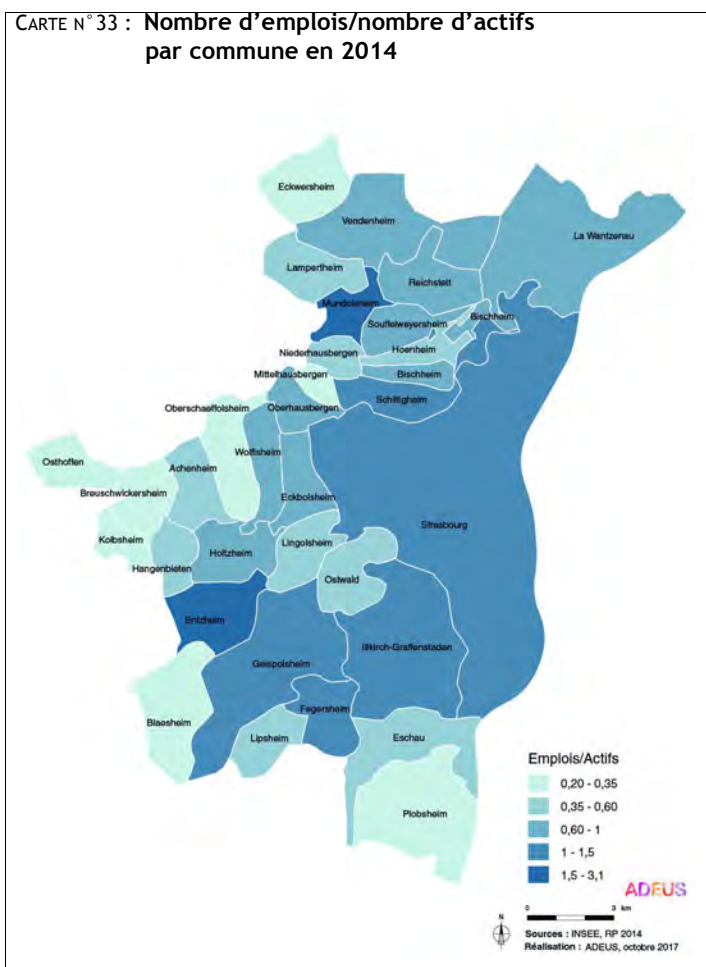 CARTE N°33 : Nombre d'emplois/nombre d'actifs
par commune en 2014
Eckwersheim
Vendenheim
La Wantzenau
Lampertheim
Reichstett
Mundolsheim
Souffelweyersheim
Bischheim
Niederhausbergen
Hoenheim
Mittelhausbergen
Bischheim
Oberschaeffolsheim
Oberhausbergen
Schiltigheim
Osthoffen
Achenheim
Wolfisheim
Breuschwickersheim
Eckbolsheim
Strasbourg
Kolbsheim
Hangenbieten
Holtzheim
Lingolsheim
Ostwald
Entzheim
Illkirch-Graffenstaden
Geispolsheim
Blaesheim
Fegersheim
Lipsheim
Eschau
Plobsheim
Emplois/Actifs
0,20 - 0,35
0,35 - 0,60
0,60 - 1
1 - 1,5
1,5 - 3,1
ADEUS
N
0 3 km
Sources : INSEE, RP 2014
Réalisation : ADEUS, octobre 2017